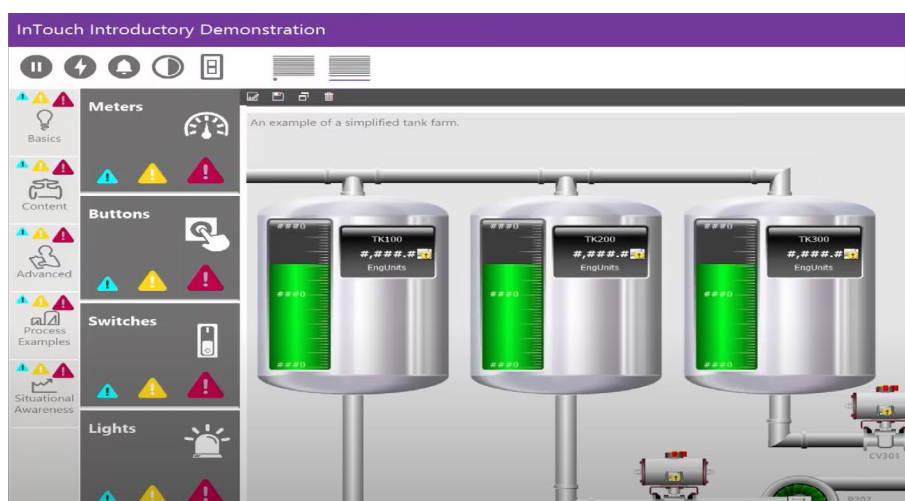 InTouch Introductory Demonstration
Basics
Content
Advanced
Process
Examples
Situational
Awareness
Meters
Buttons
Switches
Lights
An example of a simplified tank farm.
###0
###0
###0
TK100
#,###.#
EngUnits
###0
###0
###0
TK200
#,###.#
EngUnits
###0
###0
###0
TK300
#,###.#
EngUnits
CV301
P202